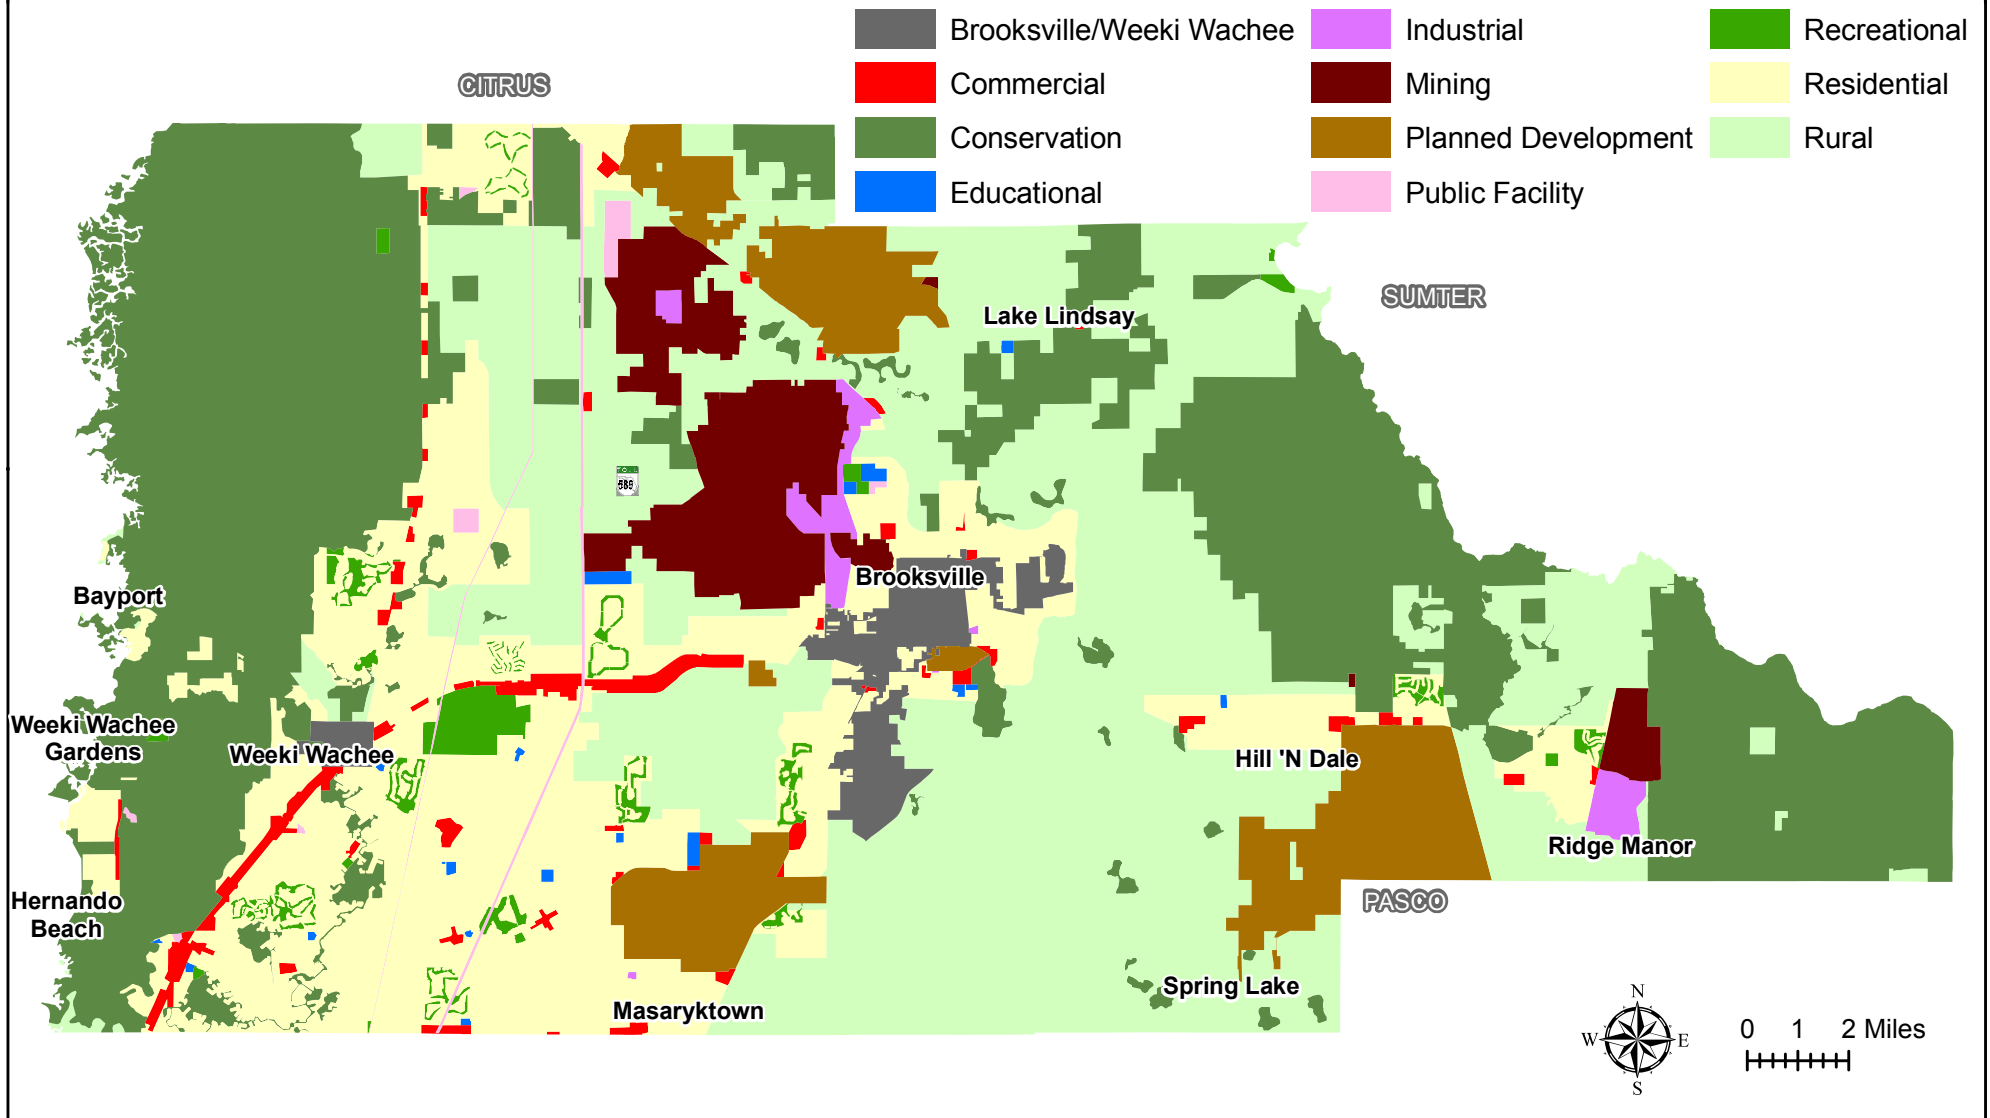 Brooksville/Weeki Wachee
Industrial
Recreational
Commercial
Mining
Residential
Conservation
Planned Development
Rural
Educational
Public Facility
CITRUS
SUMTER
Lake Lindsay
589
Brooksville
Bayport
Weeki Wachee
Gardens
Weeki Wachee
Hill 'N Dale
Ridge Manor
Hernando
Beach
PASCO
Spring Lake
Masaryktown
N
W
E
S
0 1 2 Miles